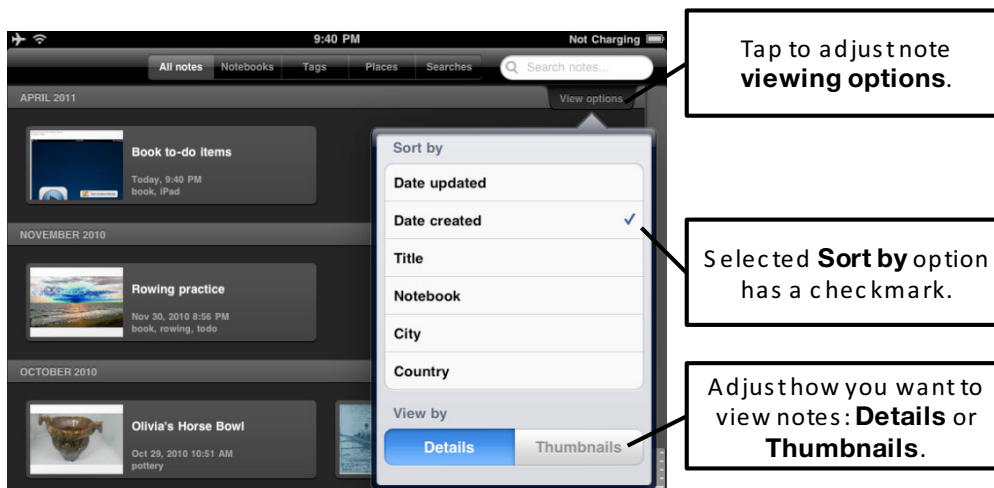 9:40 PM
Not Charging
All notes Notebooks Tags Places Searches
Search notes...
APRIL 2011
View options
Book to-do items
Today, 9:40 PM
book, iPad
NOVEMBER 2010
Rowing practice
Nov 30, 2010 8:56 PM
book, rowing, todo
OCTOBER 2010
Olivia's Horse Bowl
Oct 29, 2010 10:51 AM
pottery
Sort by
Date updated
Date created
Title
Notebook
City
Country
View by
Details Thumbnails
Tap to adjust note
viewing options.
Selected Sort by option
has a checkmark.
Adjust how you want to
view notes: Details or
Thumbnails.